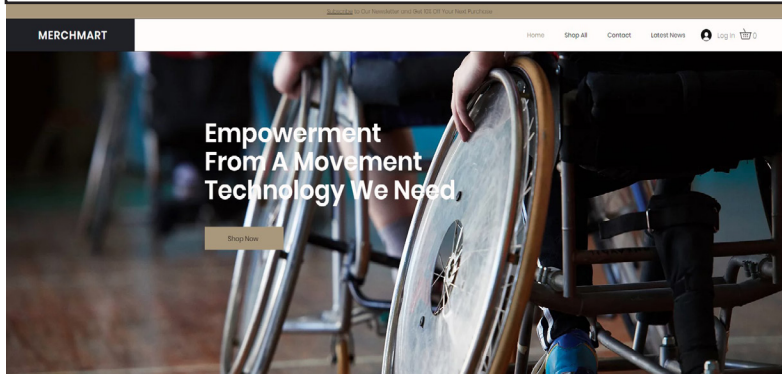 Subscribe to Our Newsletter and Get 10% Off Your Next Purchase
MERCHMART
Home
Shop All
Contact
Latest News
Log In
0
Empowerment
From A Movement
Technology We Need
Shop Now